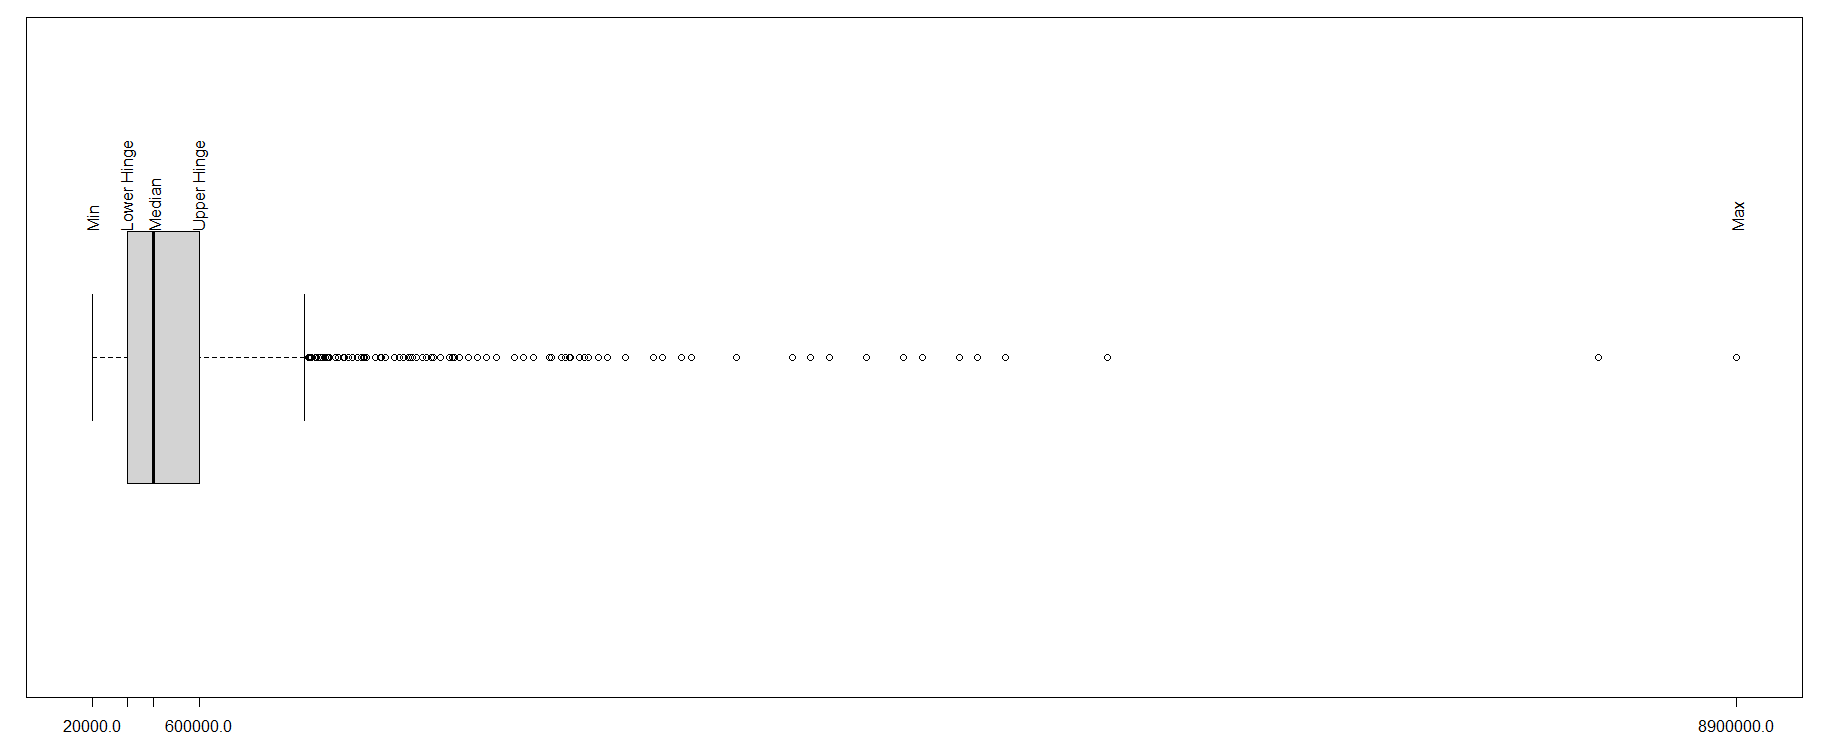 Min
Lower Hinge
Median
Upper Hinge
Max
20000.0
600000.0
8900000.0